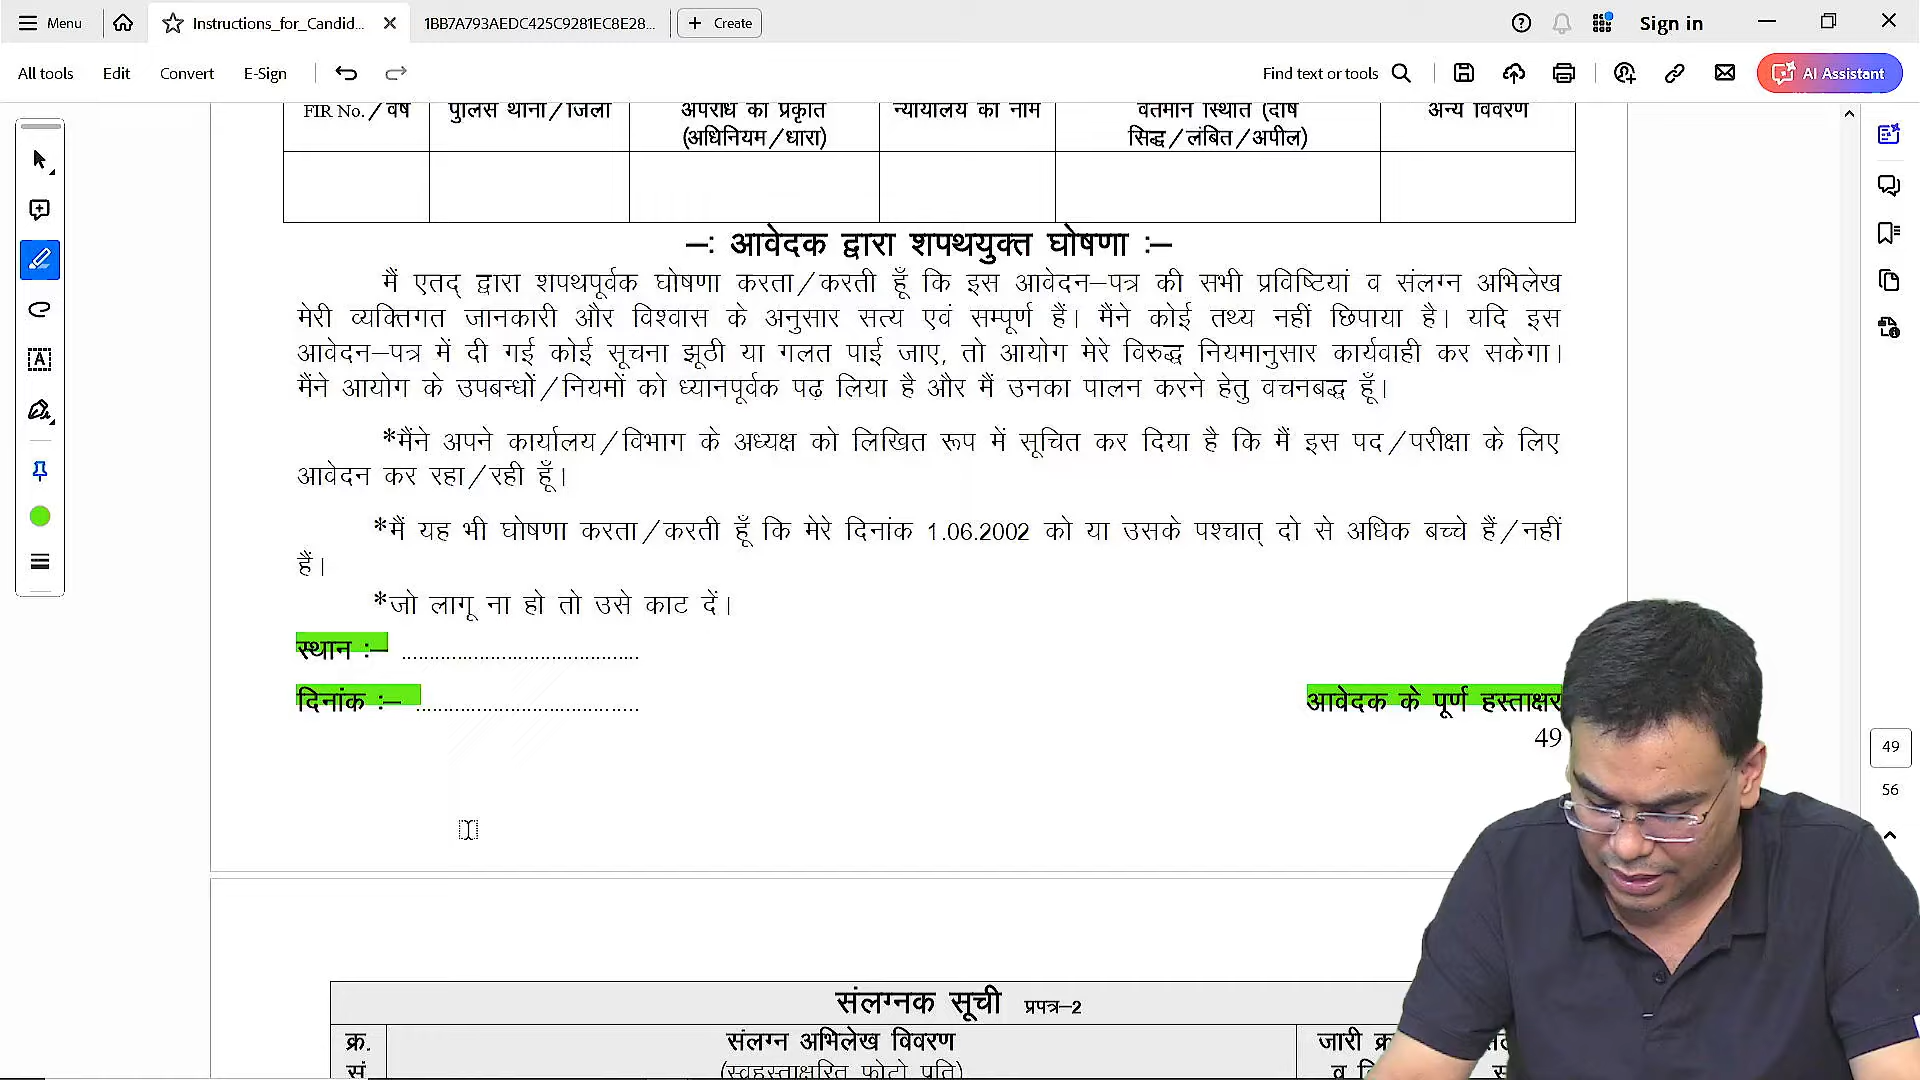 Menu
Instructions_for_Candid...
1BB7A793AEDC425C9281EC8E28...
Create
Sign in
All tools
Edit
Convert
E-Sign
Find text or tools
AI Assistant
FIR No./वर्ष
पुलिस थाना/जिला
अपराध की प्रकृति
(अधिनियम/धारा)
न्यायालय का नाम
वर्तमान स्थिति (दोष
सिद्ध/लंबित/अपील)
अन्य विवरण
–: आवेदक द्वारा शपथयुक्त घोषणा :–
मैं एतद् द्वारा शपथपूर्वक घोषणा करता/करती हूँ कि इस आवेदन–पत्र की सभी प्रविष्टियां व संलग्न अभिलेख
मेरी व्यक्तिगत जानकारी और विश्वास के अनुसार सत्य एवं सम्पूर्ण हैं। मैंने कोई तथ्य नहीं छिपाया है। यदि इस
आवेदन–पत्र में दी गई कोई सूचना झूठी या गलत पाई जाए, तो आयोग मेरे विरुद्ध नियमानुसार कार्यवाही कर सकेगा।
मैंने आयोग के उपबन्धों/नियमों को ध्यानपूर्वक पढ़ लिया है और मैं उनका पालन करने हेतु वचनबद्ध हूँ।
*मैंने अपने कार्यालय/विभाग के अध्यक्ष को लिखित रूप में सूचित कर दिया है कि मैं इस पद/परीक्षा के लिए
आवेदन कर रहा/रही हूँ।
*मैं यह भी घोषणा करता/करती हूँ कि मेरे दिनांक 1.06.2002 को या उसके पश्चात् दो से अधिक बच्चे हैं/नहीं
हैं।
*जो लागू ना हो तो उसे काट दें।
स्थान :– ..........................................
दिनांक :– ........................................
आवेदक के पूर्ण हस्ताक्षर
49
49
56
संलग्नक सूची प्रपत्र–2
क्र.
सं
संलग्न अभिलेख विवरण
(स्वहस्ताक्षरित फोटो प्रति)
जारी
व